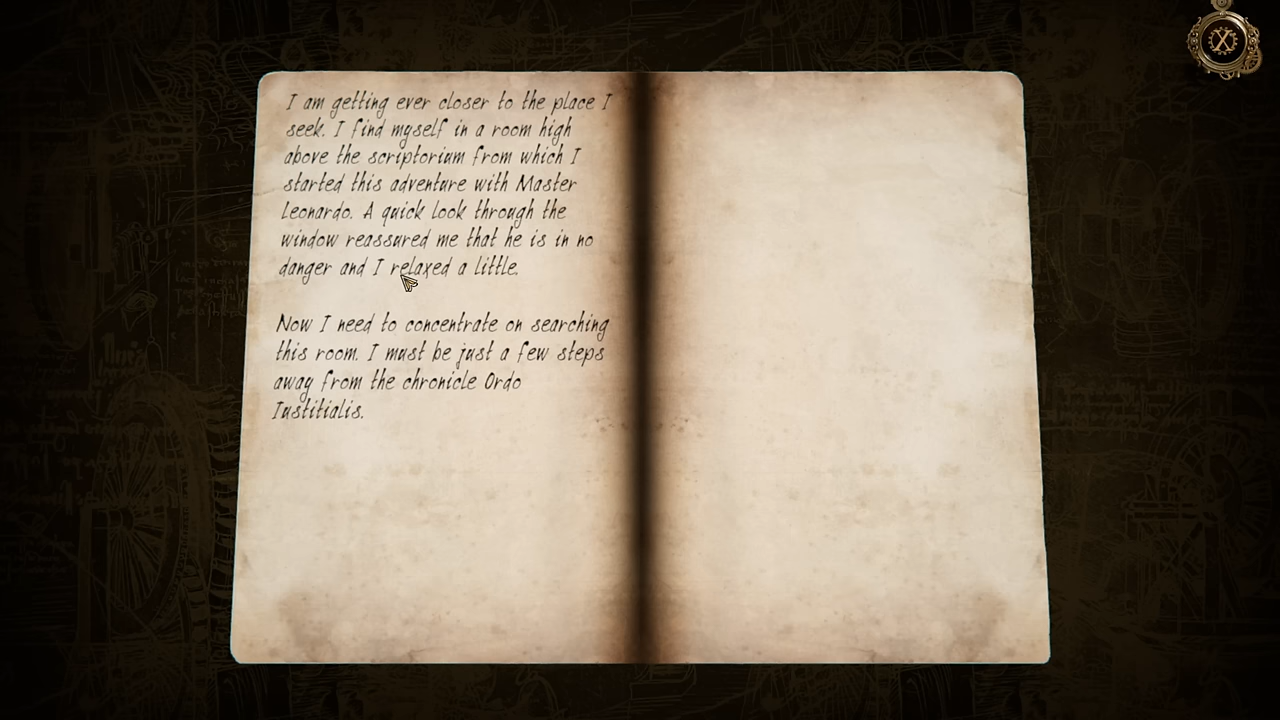 I am getting ever closer to the place I
seek. I find myself in a room high
above the scriptorium from which I
started this adventure with Master
Leonardo. A quick look through the
window reassured me that he is in no
danger and I relaxed a little.
Now I need to concentrate on searching
this room. I must be just a few steps
away from the chronicle Ordo
Iustitialis.